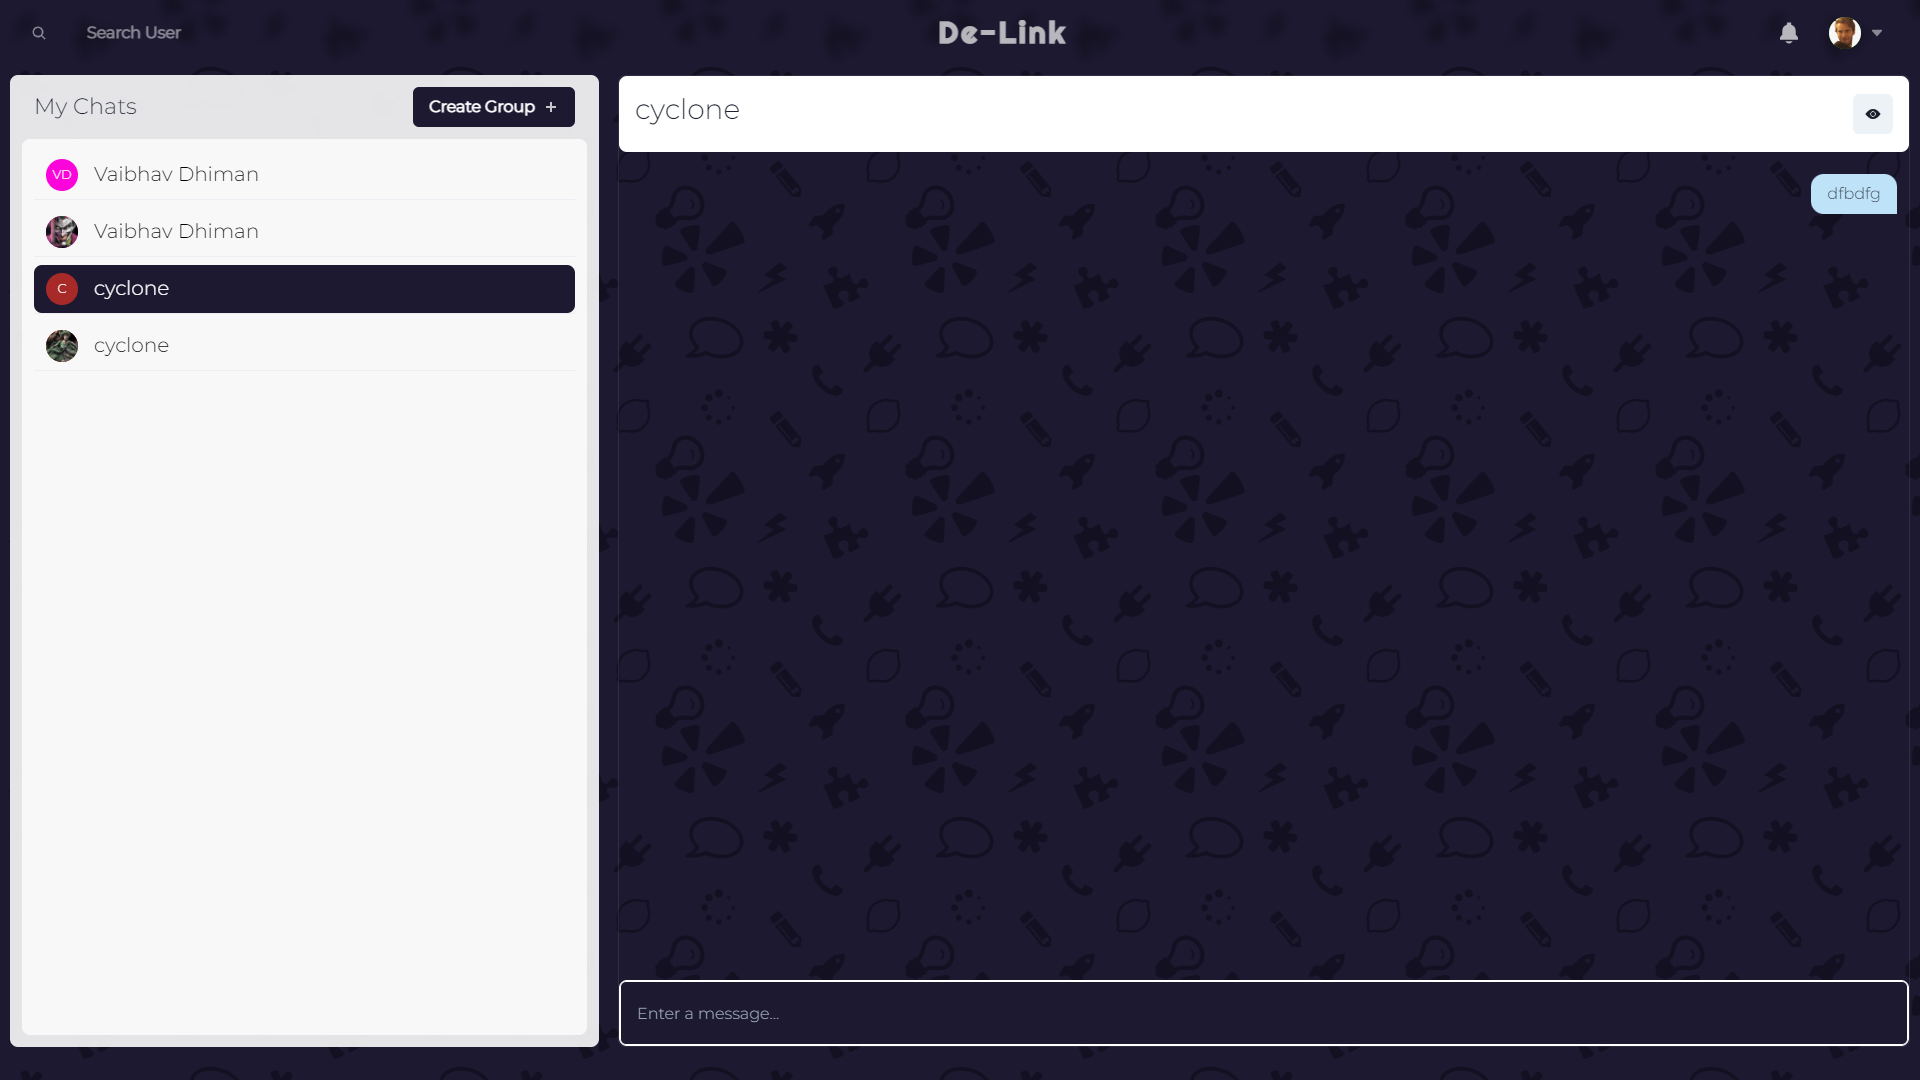 Search User
De-Link
My Chats
Create Group +
VD
Vaibhav Dhiman
Vaibhav Dhiman
C
cyclone
cyclone
cyclone
dfbdfg
Enter a message...